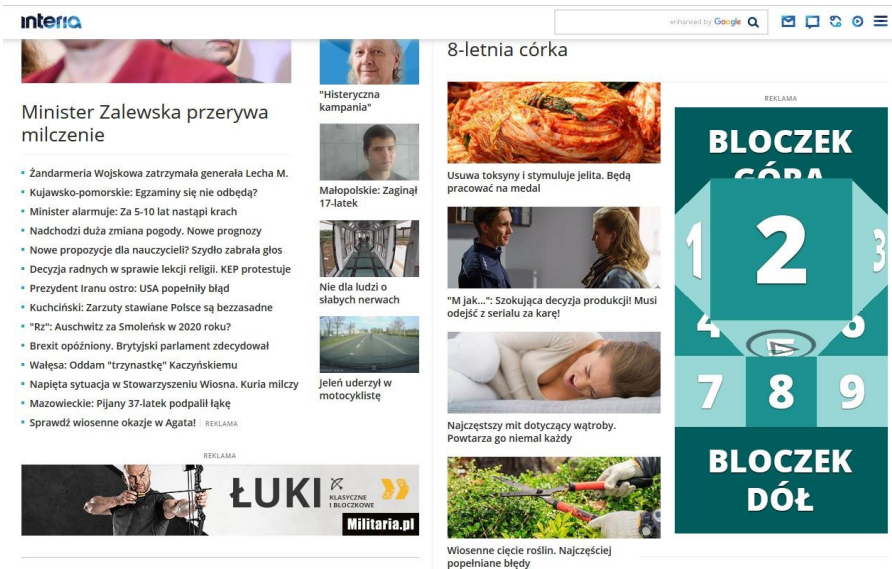 interia
enhanced by Google
Minister Zalewska przerywa
milczenie
Żandarmeria Wojskowa zatrzymała generała Lecha M.
Kujawsko-pomorskie: Egzaminy się nie odbędą?
Minister alarmuje: Za 5-10 lat nastąpi krach
Nadchodzi duża zmiana pogody. Nowe prognozy
Nowe propozycje dla nauczycieli? Szydło zabrała głos
Decyzja radnych w sprawie lekcji religii. KEP protestuje
Prezydent Iranu ostro: USA popełniły błąd
Kuchciński: Zarzuty stawiane Polsce są bezzasadne
"Rz": Auschwitz za Smoleńsk w 2020 roku?
Brexit opóźniony. Brytyjski parlament zdecydował
Wałęsa: Oddam "trzynastkę" Kaczyńskiemu
Napięta sytuacja w Stowarzyszeniu Wiosna. Kuria milczy
Mazowieckie: Pijany 37-latek podpalił łąkę
Sprawdź wiosenne okazje w Agata! REKLAMA
REKLAMA
ŁUKI
KLASYCZNE
I BLOCZKOWE
Militaria.pl
"Histeryczna
kampania"
Małopolskie: Zaginął
17-latek
Nie dla ludzi o
słabych nerwach
Jeleń uderzył w
motocyklistę
8-letnia córka
Usuwa toksyny i stymuluje jelita. Będą
pracować na medal
"M jak...": Szokująca decyzja produkcji! Musi
odejść z serialu za karę!
Najczęstszy mit dotyczący wątroby.
Powtarza go niemal każdy
Wiosenne cięcie roślin. Najczęściej
popełniane błędy
REKLAMA
BLOCZEK
GÓRA
1 2 3
4 5 6
7 8 9
BLOCZEK
DÓŁ